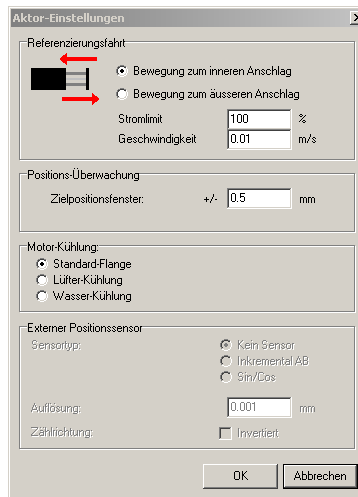 Aktor-Einstellungen
Referenzierungsfahrt
Bewegung zum inneren Anschlag
Bewegung zum äusseren Anschlag
Stromlimit 100 %
Geschwindigkeit 0.01 m/s
Positions-Überwachung
Zielpositionsfenster: +/- 0.5 mm
Motor-Kühlung:
Standard-Flange
Lüfter-Kühlung
Wasser-Kühlung
Externer Positionssensor
Sensortyp: Kein Sensor
Inkremental AB
Sin/Cos
Auflösung: 0.001 mm
Zählrichtung: Invertiert
OK Abbrechen